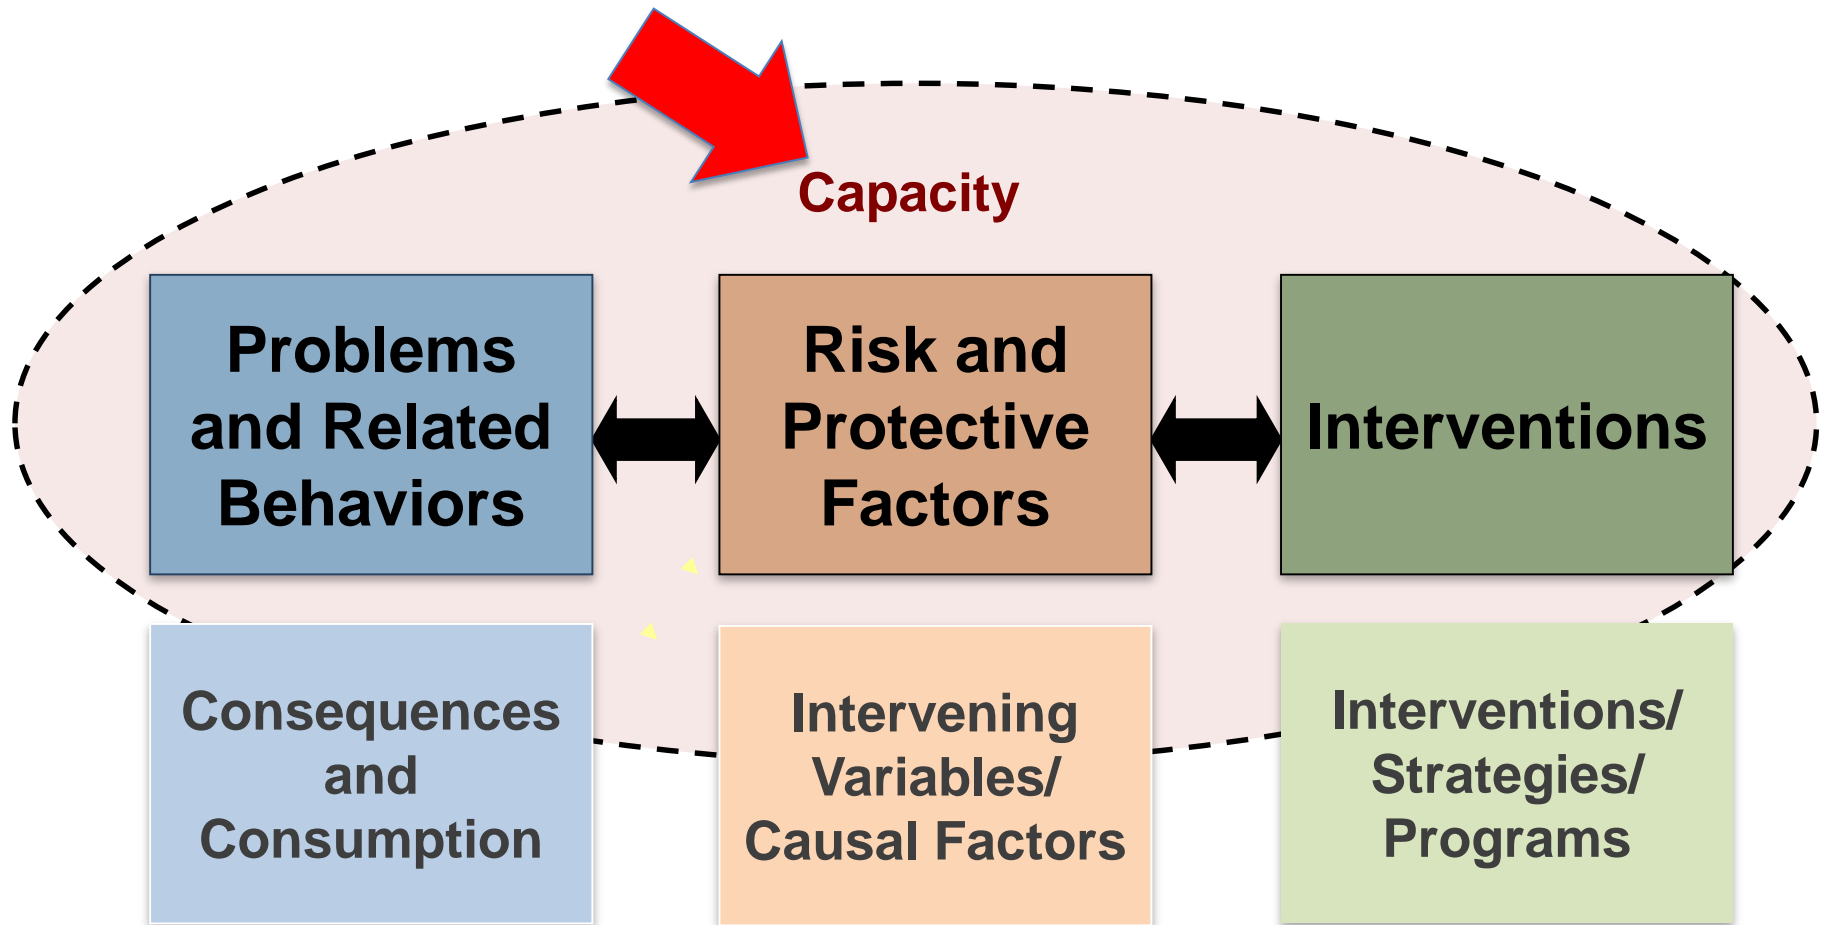 Capacity
Problems
and Related
Behaviors
Risk and
Protective
Factors
Interventions
Consequences
and
Consumption
Intervening
Variables/
Causal Factors
Interventions/
Strategies/
Programs